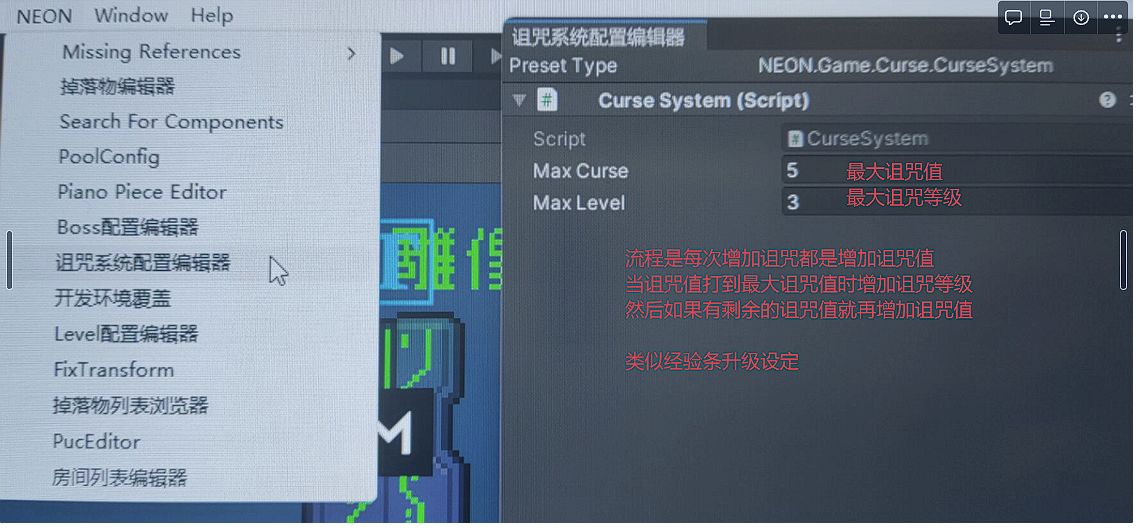 NEON Window Help
Missing References
掉落物编辑器
Search For Components
PoolConfig
Piano Piece Editor
Boss配置编辑器
诅咒系统配置编辑器
开发环境覆盖
Level配置编辑器
FixTransform
掉落物列表浏览器
PucEditor
房间列表编辑器
诅咒系统配置编辑器
Preset Type NEON.Game.Curse.CurseSystem
# Curse System (Script)
Script # CurseSystem
Max Curse 5 最大诅咒值
Max Level 3 最大诅咒等级
流程是每次增加诅咒都是增加诅咒值
当诅咒值打到最大诅咒值时增加诅咒等级
然后如果有剩余的诅咒值就再增加诅咒值
类似经验条升级设定